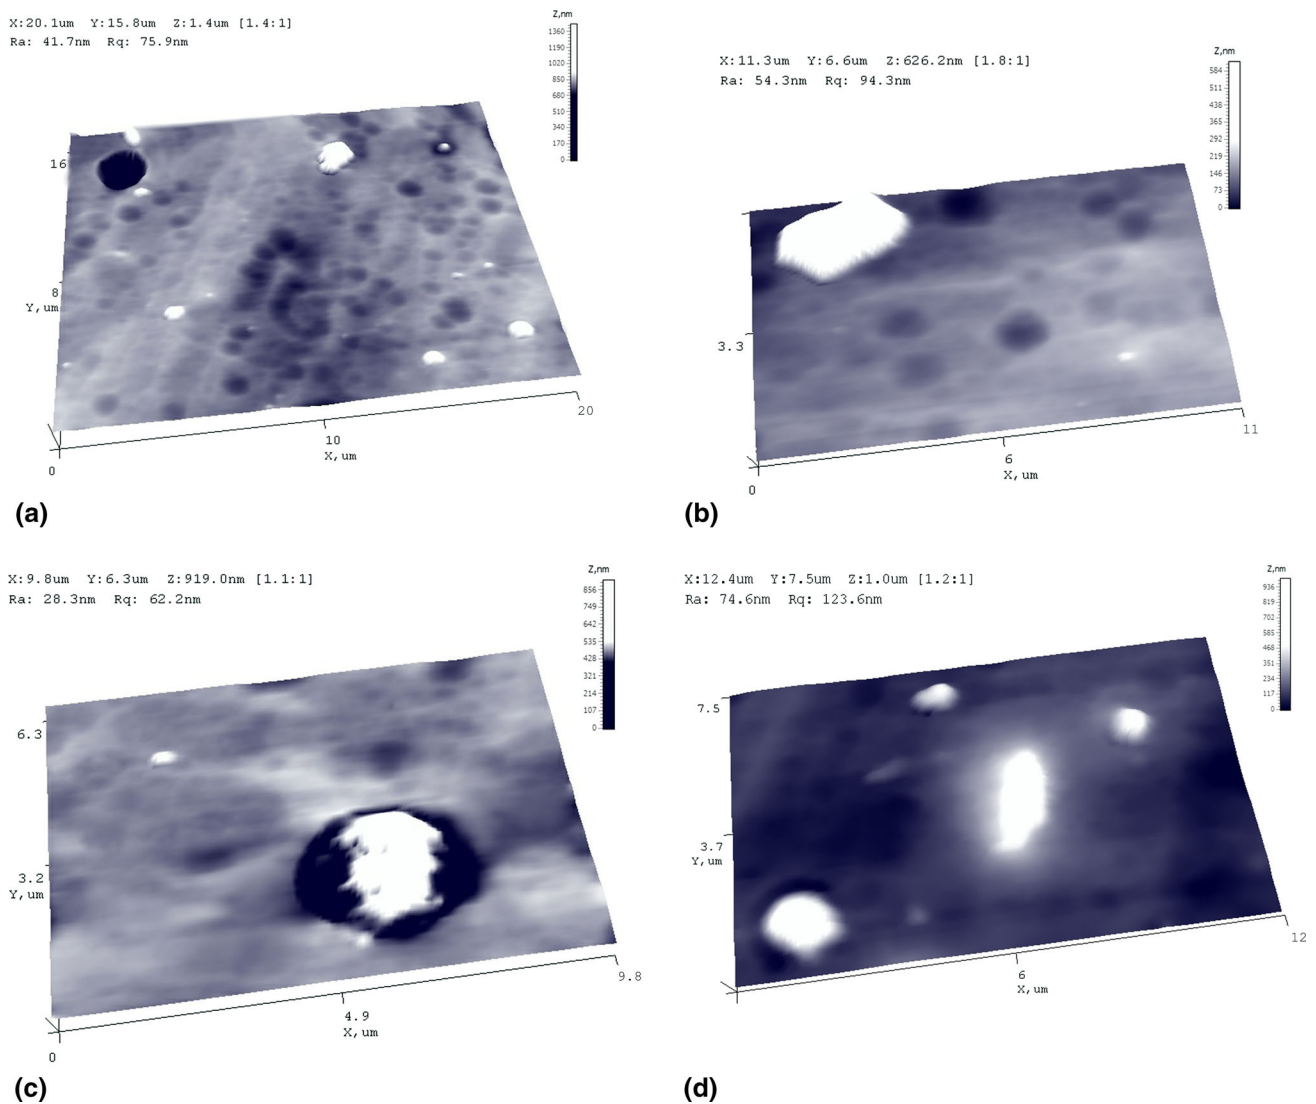 X:20.1um Y:15.8um Z:1.4um [1.4:1]
Ra: 41.7nm Rq: 75.9nm
Z,nm
1360
1190
1020
850
680
510
340
170
0
16
8
Y,um
0
10
X,um
20
(a)
X:11.3um Y:6.6um Z:626.2nm [1.8:1]
Ra: 54.3nm Rq: 94.3nm
Z,nm
584
511
438
365
292
219
146
73
0
3.3
0
6
X,um
11
(b)
X:9.8um Y:6.3um Z:919.0nm [1.1:1]
Ra: 28.3nm Rq: 62.2nm
Z,nm
856
749
642
535
428
321
214
107
0
6.3
3.2
Y,um
0
4.9
X,um
9.8
(c)
X:12.4um Y:7.5um Z:1.0um [1.2:1]
Ra: 74.6nm Rq: 123.6nm
Z,nm
936
819
702
585
468
351
234
117
0
7.5
3.7
Y,um
6
X,um
12
(d)